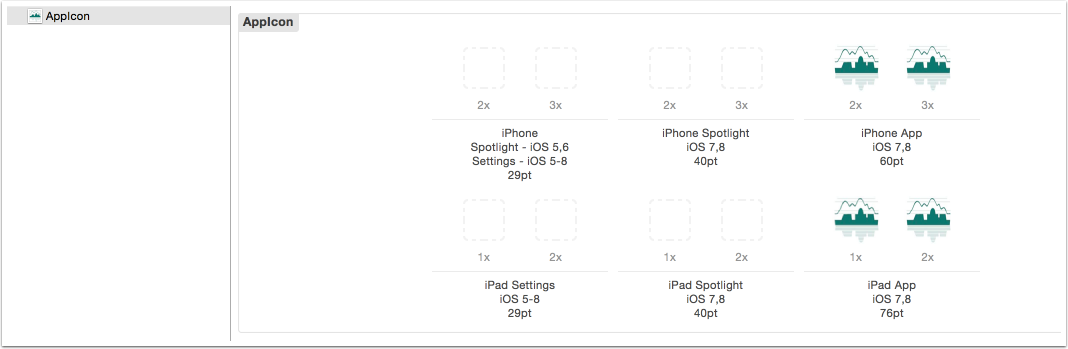 AppIcon
AppIcon
2x 3x 2x 3x 2x 3x
iPhone
Spotlight - iOS 5,6
Settings - iOS 5-8
29pt
iPhone Spotlight
iOS 7,8
40pt
iPhone App
iOS 7,8
60pt
1x 2x 1x 2x 1x 2x
iPad Settings
iOS 5-8
29pt
iPad Spotlight
iOS 7,8
40pt
iPad App
iOS 7,8
76pt